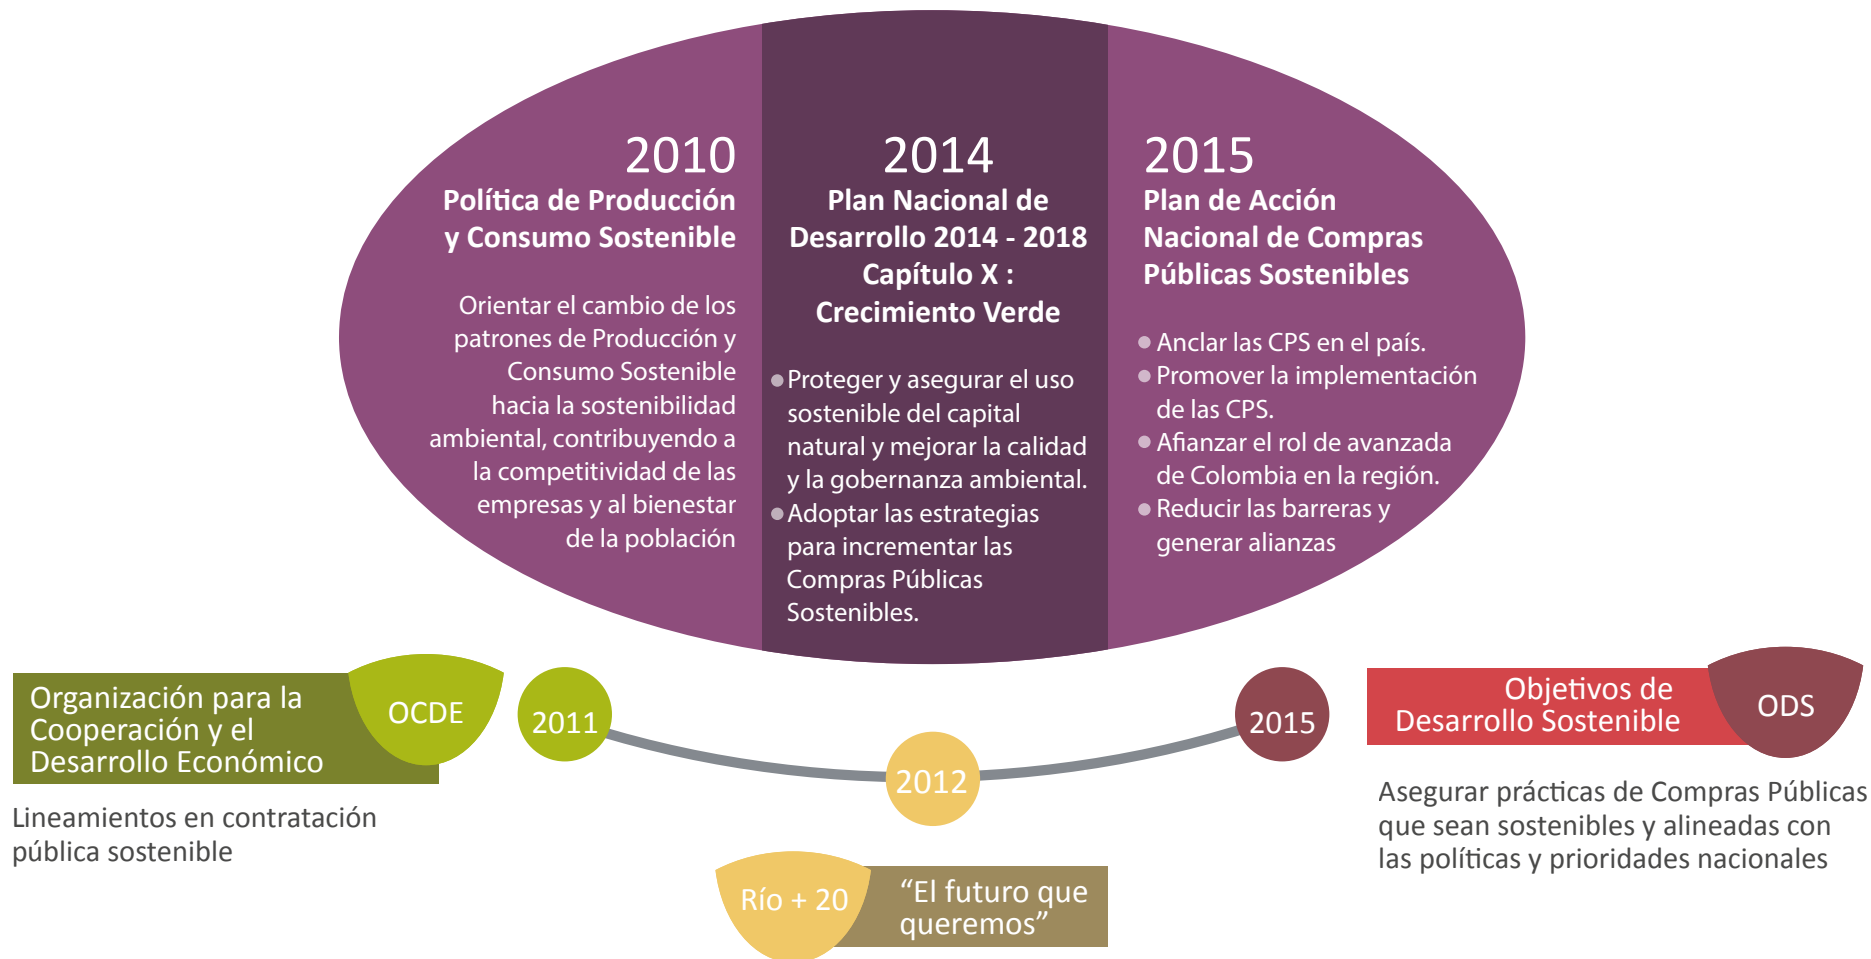 2010
Política de Producción
y Consumo Sostenible
Orientar el cambio de los
patrones de Producción y
Consumo Sostenible
hacia la sostenibilidad
ambiental, contribuyendo a
la competitividad de las
empresas y al bienestar
de la población
2014
Plan Nacional de
Desarrollo 2014 - 2018
Capítulo X :
Crecimiento Verde
Proteger y asegurar el uso
sostenible del capital
natural y mejorar la calidad
y la gobernanza ambiental.
Adoptar las estrategias
para incrementar las
Compras Públicas
Sostenibles.
2015
Plan de Acción
Nacional de Compras
Públicas Sostenibles
Anclar las CPS en el país.
Promover la implementación
de las CPS.
Afianzar el rol de avanzada
de Colombia en la región.
Reducir las barreras y
generar alianzas
Organización para la
Cooperación y el
Desarrollo Económico
OCDE
Lineamientos en contratación
pública sostenible
2011
2012
2015
Río + 20
“El futuro que
queremos”
Objetivos de
Desarrollo Sostenible
ODS
Asegurar prácticas de Compras Públicas
que sean sostenibles y alineadas con
las políticas y prioridades nacionales